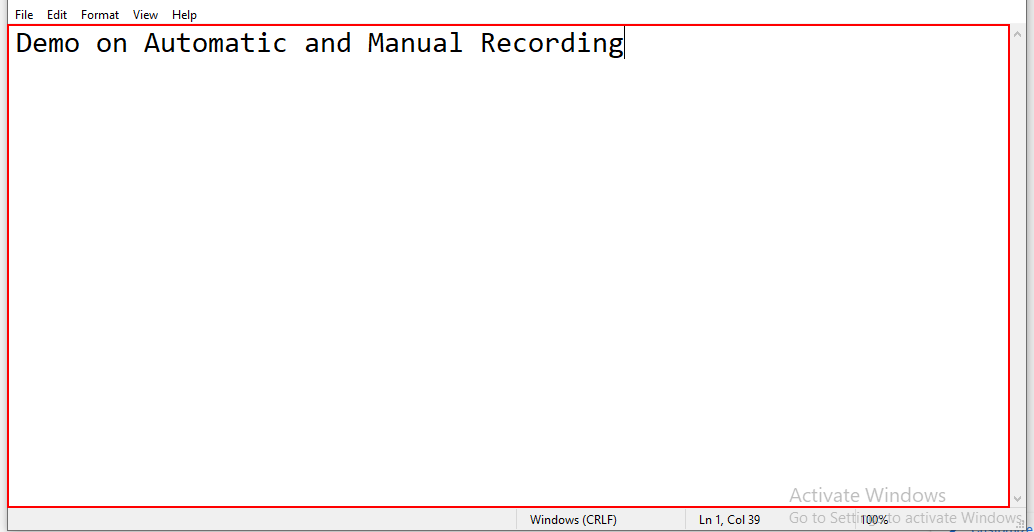 File Edit Format View Help
Demo on Automatic and Manual Recording
Activate Windows
Go to Settings to activate Windows.
Windows (CRLF) Ln 1, Col 39 100%